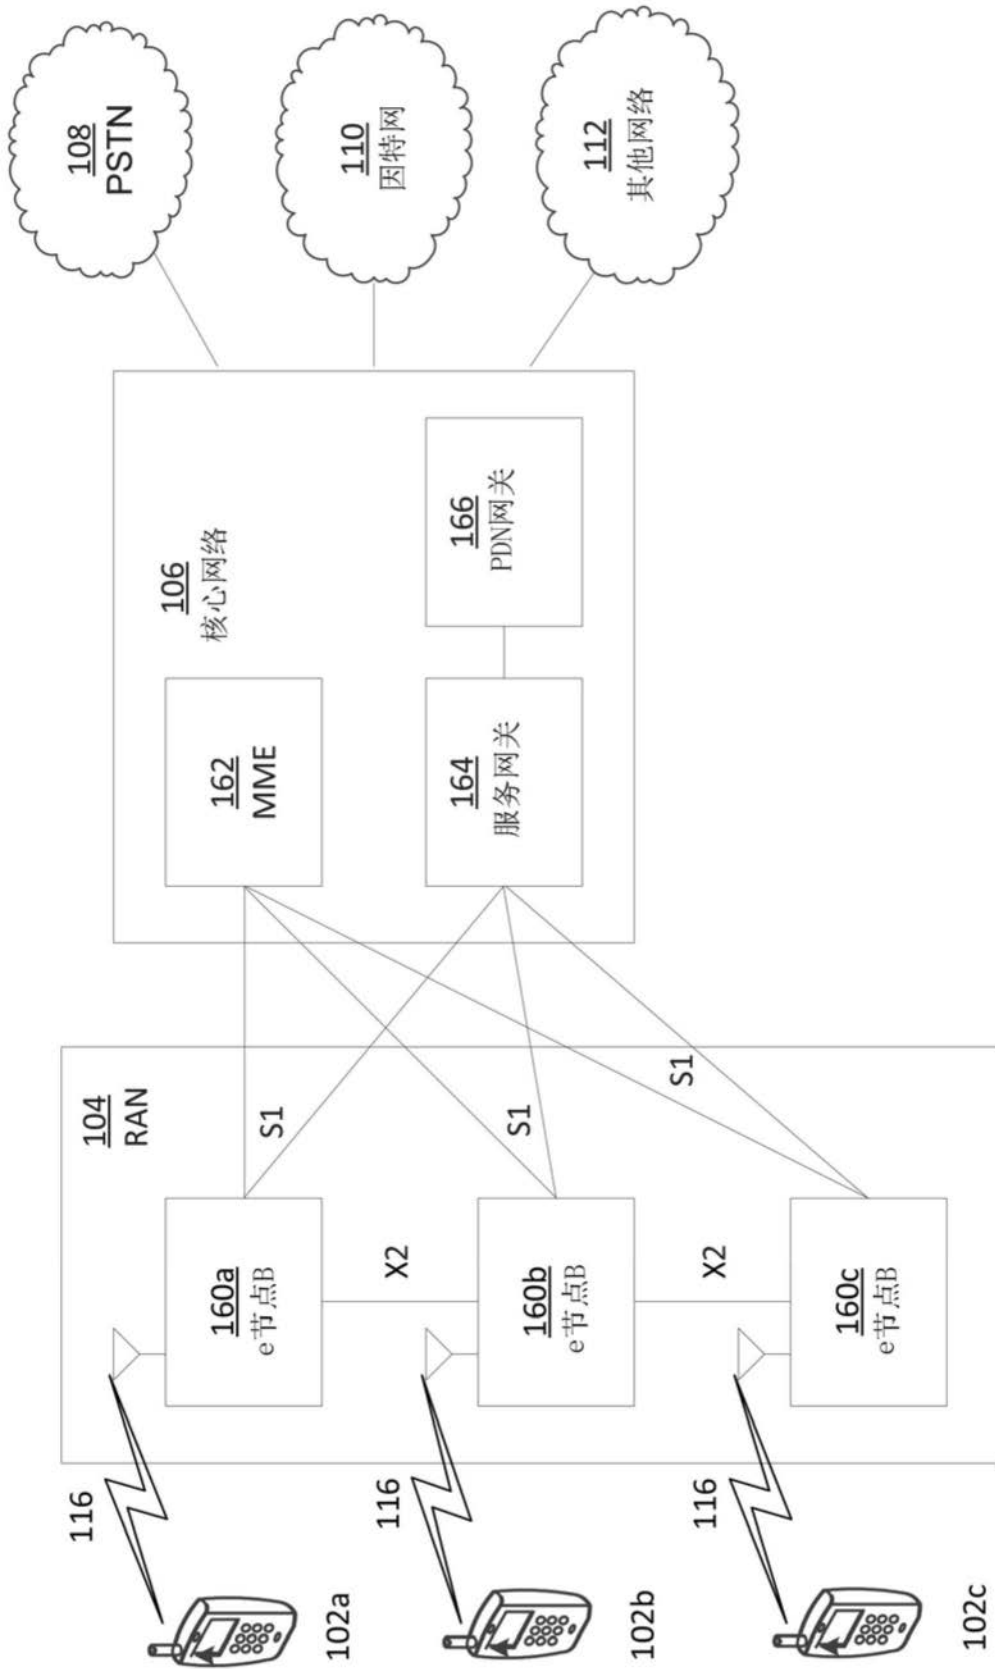 108
PSTN
110
因特网
112
其他网络
106
核心网络
162
MME
164
服务网关
166
PDN网关
104
RAN
S1
S1
S1
160a
e节点B
X2
160b
e节点B
X2
160c
e节点B
116
116
116
102a
102b
102c